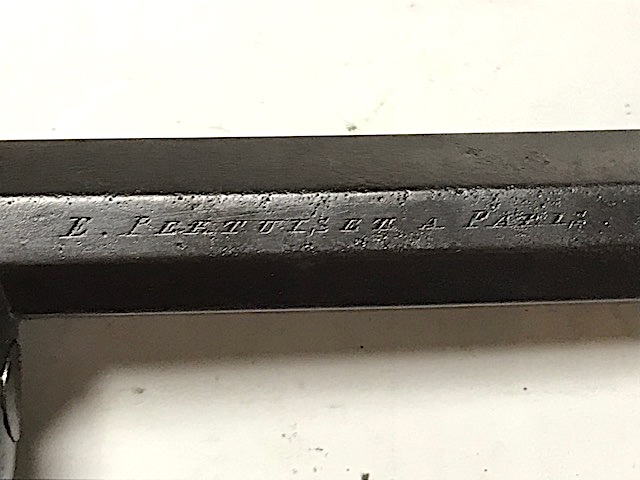 E. PERTUISET A PARIS.